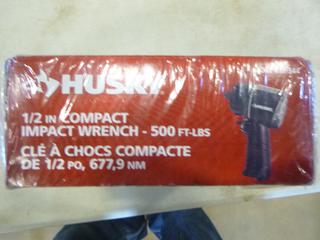 HUSKY
1/2 IN COMPACT
IMPACT WRENCH - 500 FT-LBS
CLÉ À CHOCS COMPACTE
DE 1/2 PO, 677,9 NM